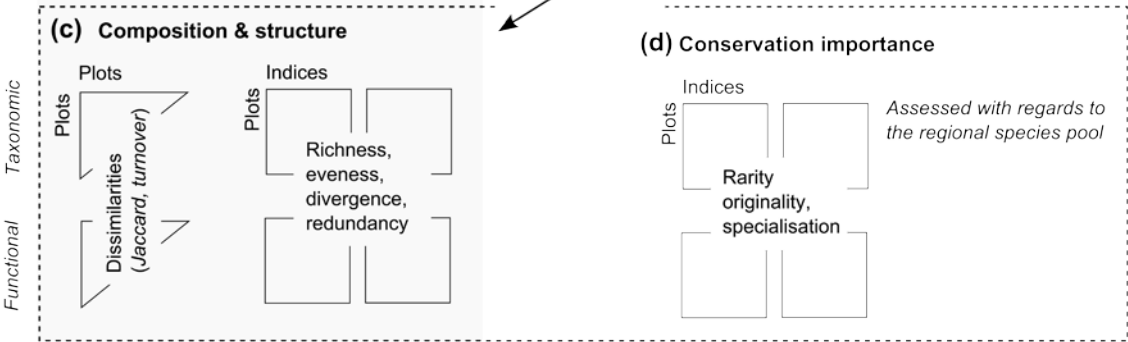 (c) Composition & structure
Plots
Plots
Dissimilarities
(Jaccard, turnover)
Indices
Plots
Richness,
eveness,
divergence,
redundancy
Taxonomic
Functional
(d) Conservation importance
Indices
Plots
Rarity
originality,
specialisation
Assessed with regards to
the regional species pool